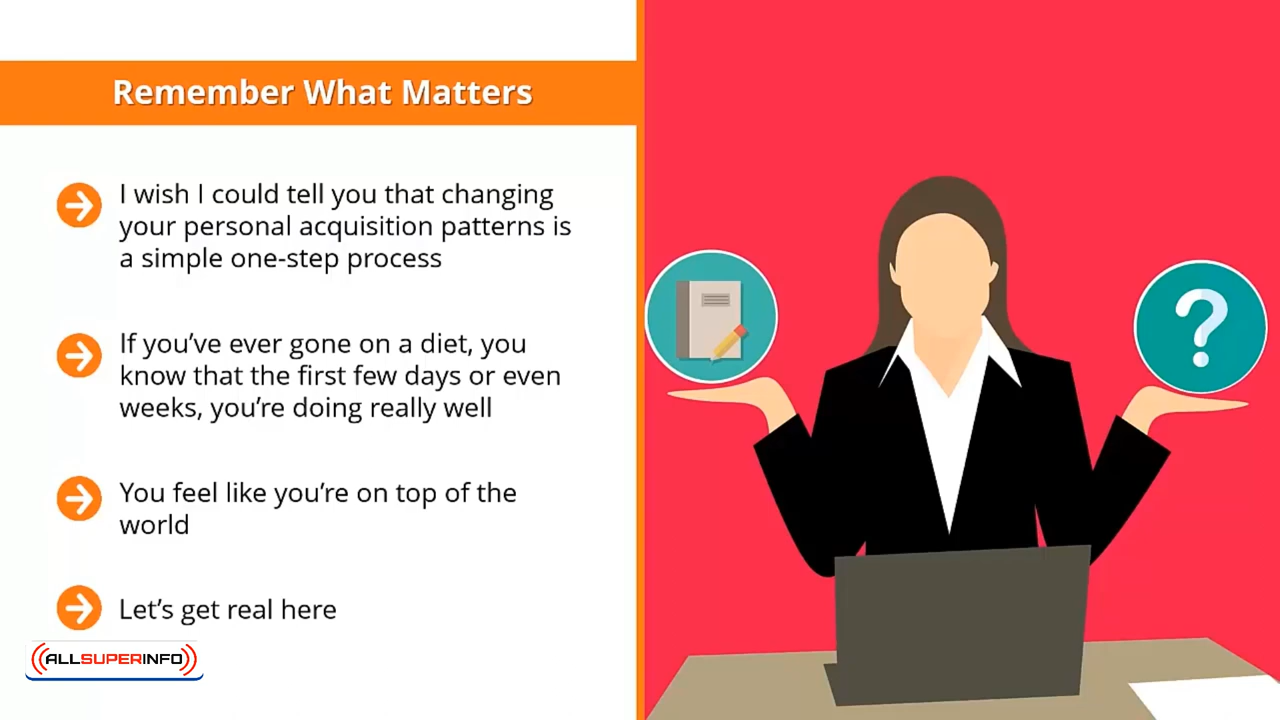 Remember What Matters
I wish I could tell you that changing
your personal acquisition patterns is
a simple one-step process
If you’ve ever gone on a diet, you
know that the first few days or even
weeks, you’re doing really well
You feel like you’re on top of the
world
Let’s get real here
ALLSUPERINFO
?